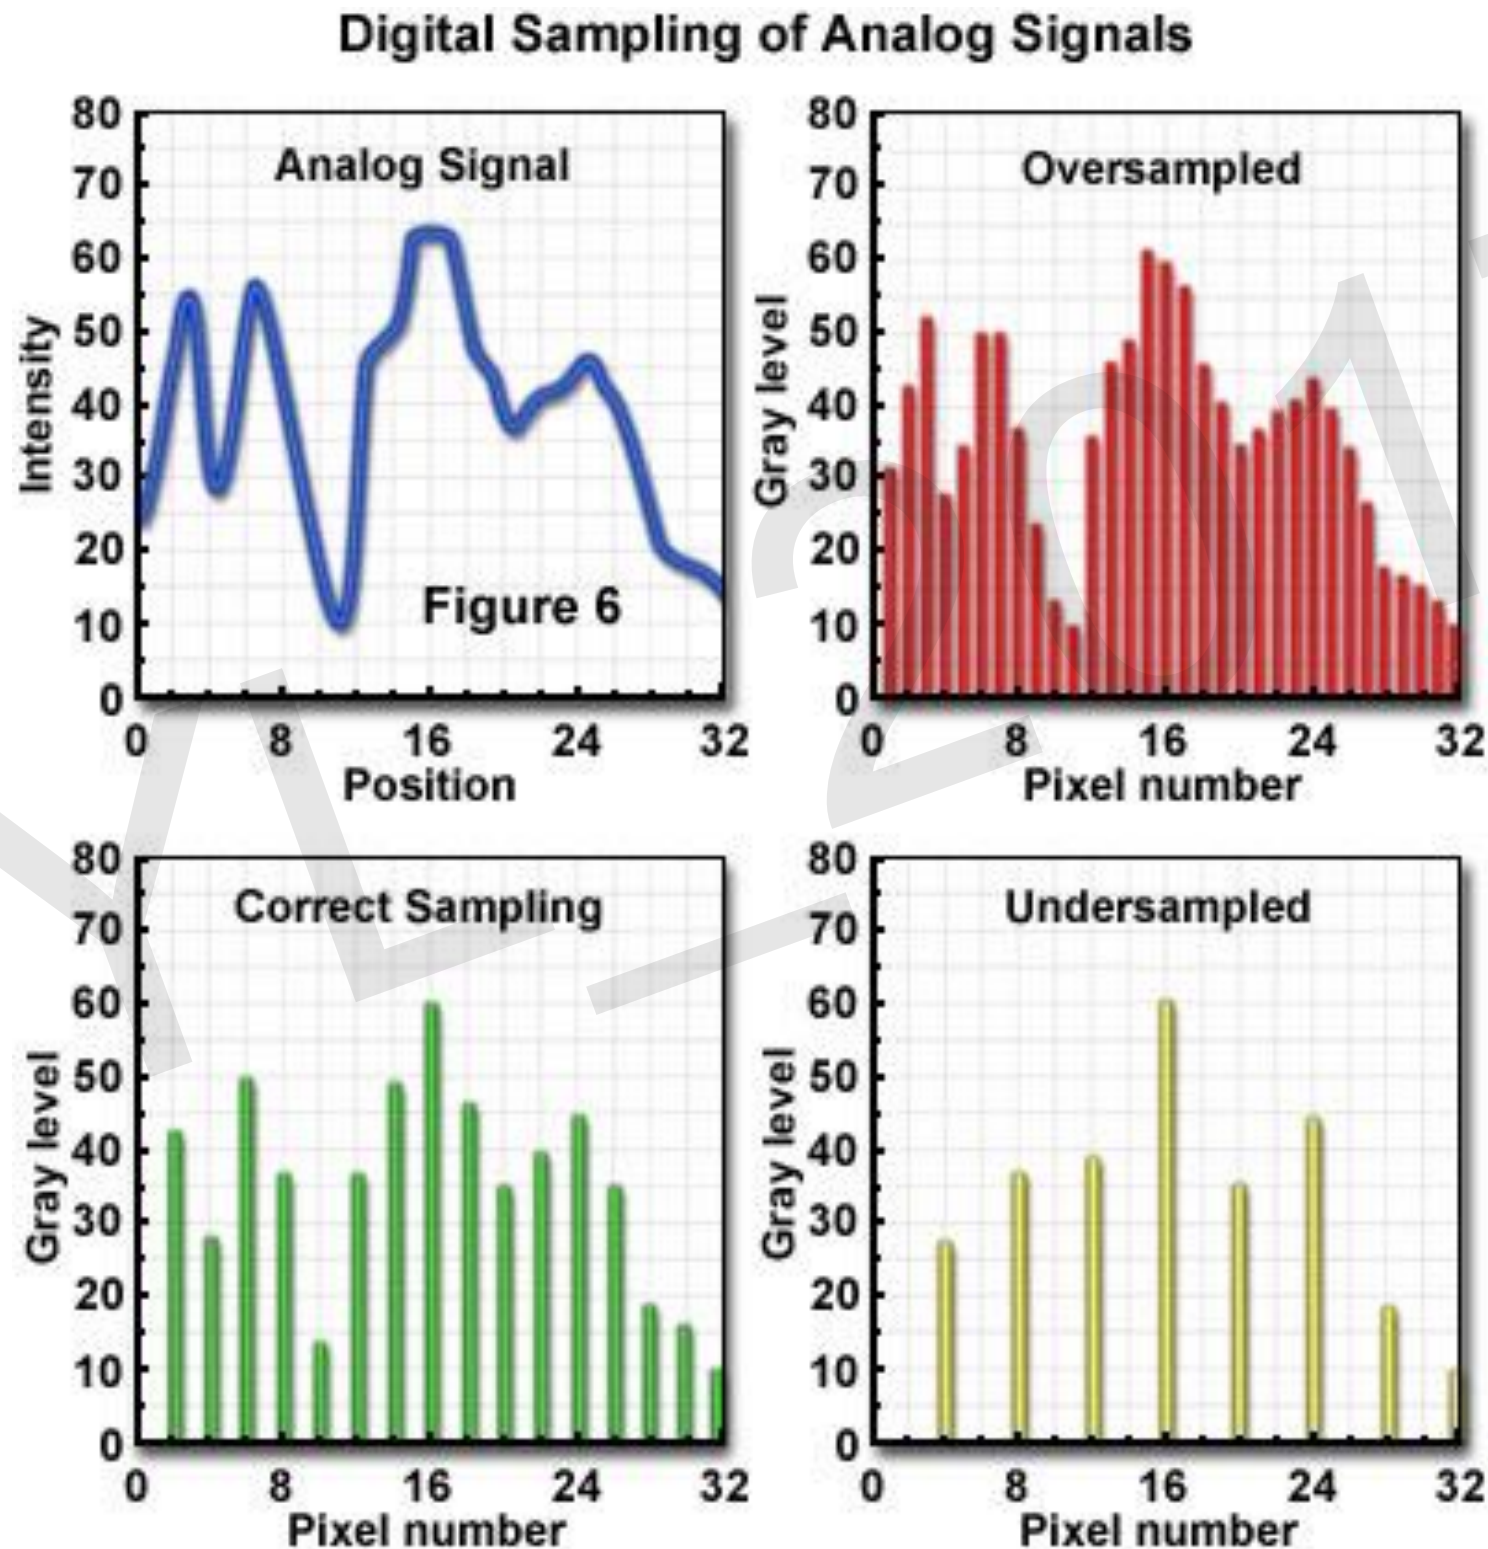 Digital Sampling of Analog Signals
80
70
60
50
40
30
20
10
0
Intensity
Analog Signal
Figure 6
0 8 16 24 32
Position
80
70
60
50
40
30
20
10
0
Gray level
Oversampled
0 8 16 24 32
Pixel number
80
70
60
50
40
30
20
10
0
Gray level
Correct Sampling
0 8 16 24 32
Pixel number
80
70
60
50
40
30
20
10
0
Gray level
Undersampled
0 8 16 24 32
Pixel number